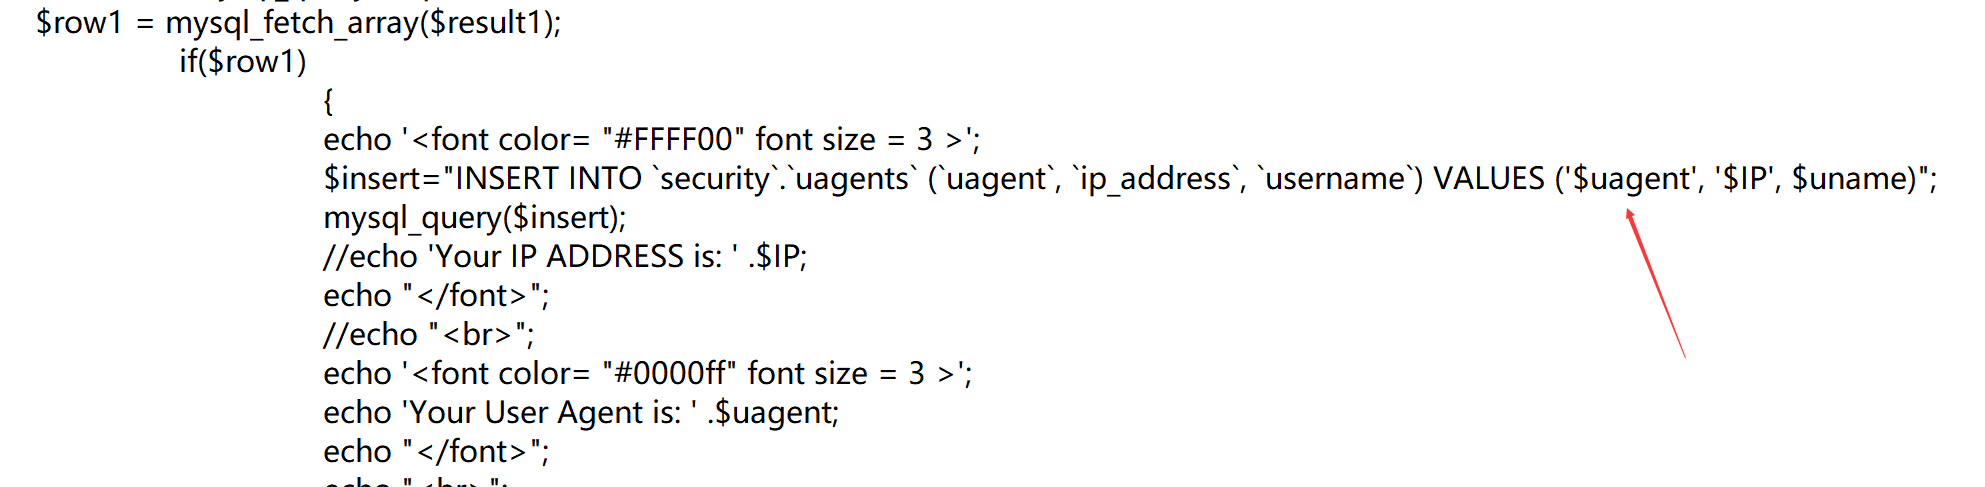 $row1 = mysql_fetch_array($result1);
if($row1)
{
echo '<font color= "#FFFF00" font size = 3 >';
$insert="INSERT INTO `security`.`uagents` (`uagent`, `ip_address`, `username`) VALUES ('$uagent', '$IP', $uname)";
mysql_query($insert);
//echo 'Your IP ADDRESS is: ' .$IP;
echo "</font>";
//echo "<br>";
echo '<font color= "#0000ff" font size = 3 >';
echo 'Your User Agent is: ' .$uagent;
echo "</font>";